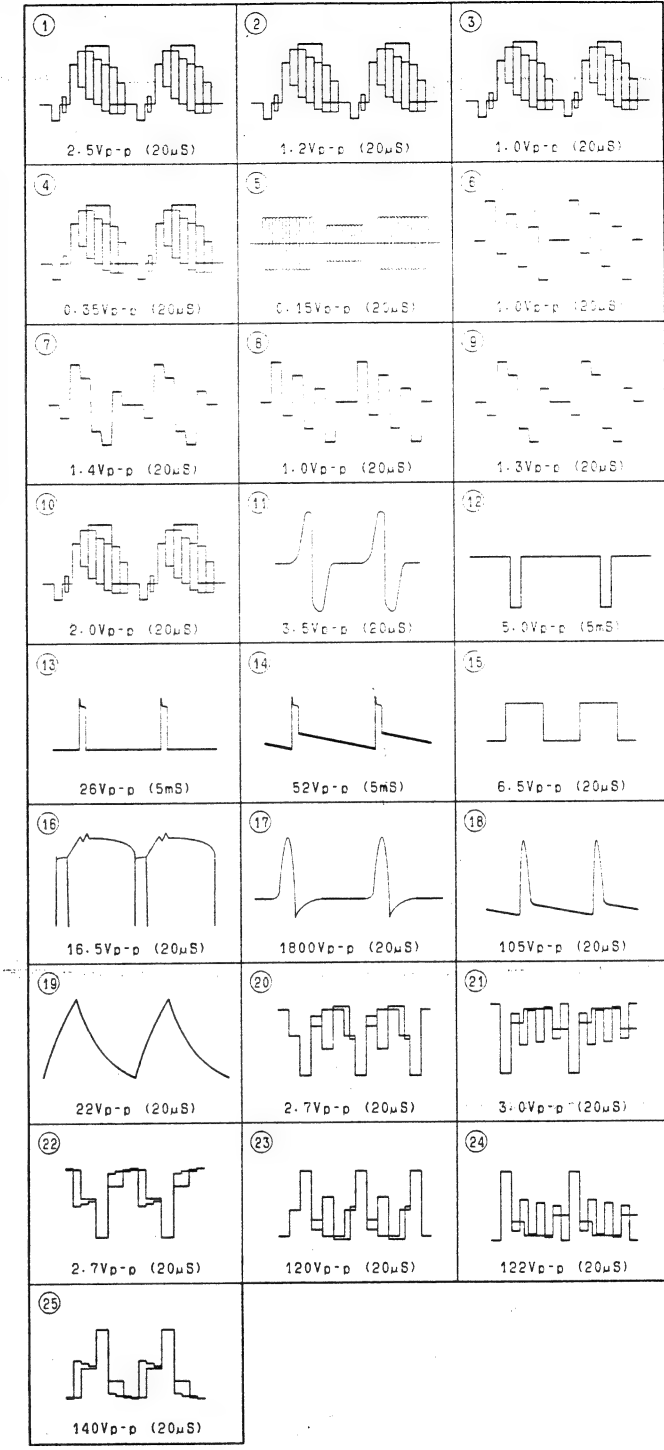 1 2 3
2.5Vp-p (20μS) 1.2Vp-p (20μS) 1.0Vp-p (20μS)
4 5 6
0.35Vp-p (20μS) 0.15Vp-p (20μS) 1.0Vp-p (20μS)
7 8 9
1.4Vp-p (20μS) 1.0Vp-p (20μS) 1.3Vp-p (20μS)
10 11 12
2.0Vp-p (20μS) 3.5Vp-p (20μS) 5.0Vp-p (5mS)
13 14 15
26Vp-p (5mS) 52Vp-p (5mS) 6.5Vp-p (20μS)
16 17 18
16.5Vp-p (20μS) 1800Vp-p (20μS) 105Vp-p (20μS)
19 20 21
22Vp-p (20μS) 2.7Vp-p (20μS) 3.0Vp-p (20μS)
22 23 24
2.7Vp-p (20μS) 120Vp-p (20μS) 122Vp-p (20μS)
25
140Vp-p (20μS)